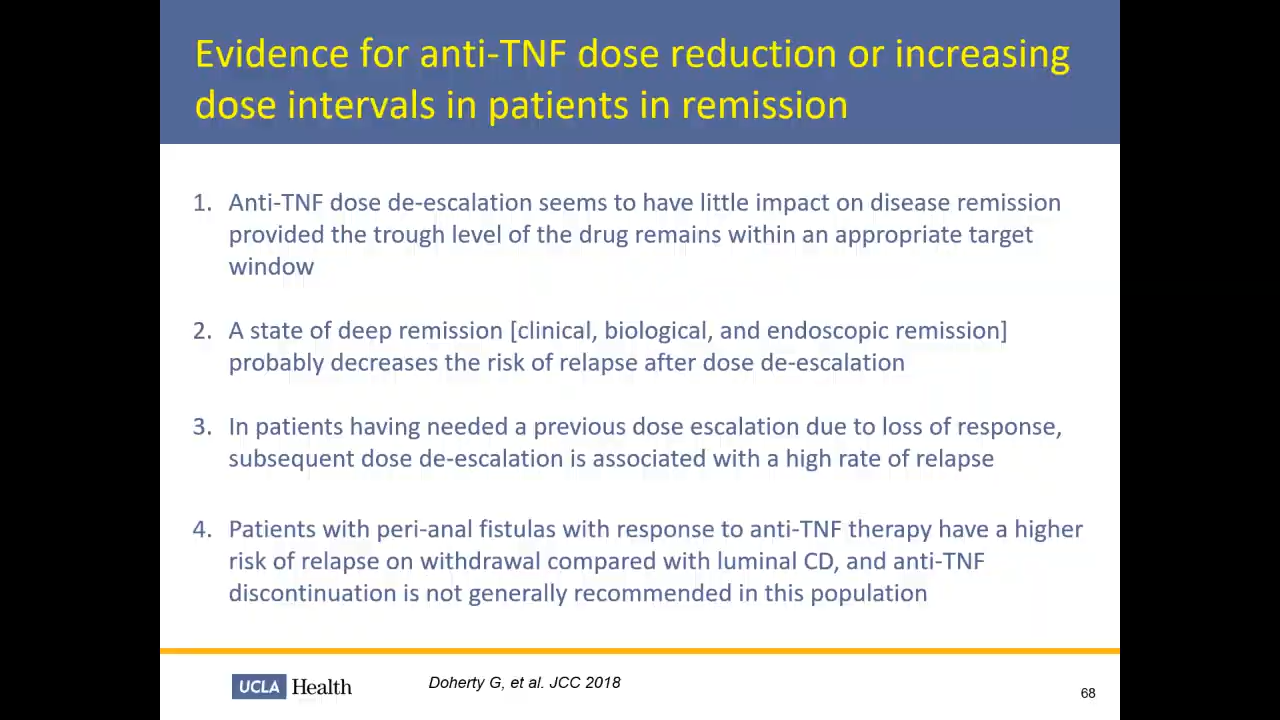 Evidence for anti-TNF dose reduction or increasing
dose intervals in patients in remission
1. Anti-TNF dose de-escalation seems to have little impact on disease remission
provided the trough level of the drug remains within an appropriate target
window
2. A state of deep remission [clinical, biological, and endoscopic remission]
probably decreases the risk of relapse after dose de-escalation
3. In patients having needed a previous dose escalation due to loss of response,
subsequent dose de-escalation is associated with a high rate of relapse
4. Patients with peri-anal fistulas with response to anti-TNF therapy have a higher
risk of relapse on withdrawal compared with luminal CD, and anti-TNF
discontinuation is not generally recommended in this population
UCLA Health
Doherty G, et al. JCC 2018
68